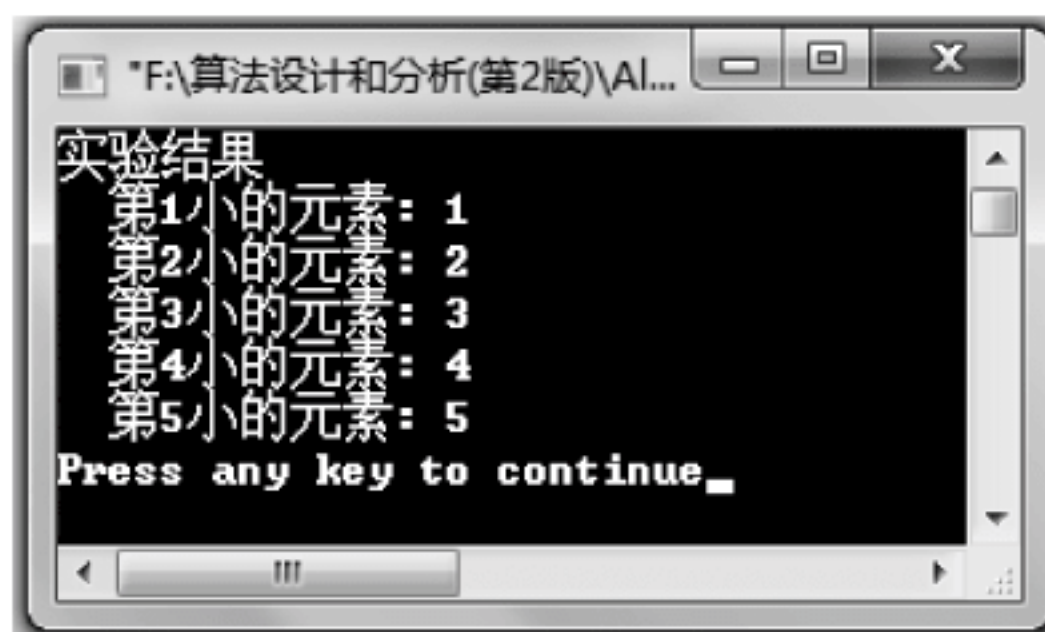 "F:\算法设计和分析(第2版)\Al...
实验结果
第1小的元素: 1
第2小的元素: 2
第3小的元素: 3
第4小的元素: 4
第5小的元素: 5
Press any key to continue_